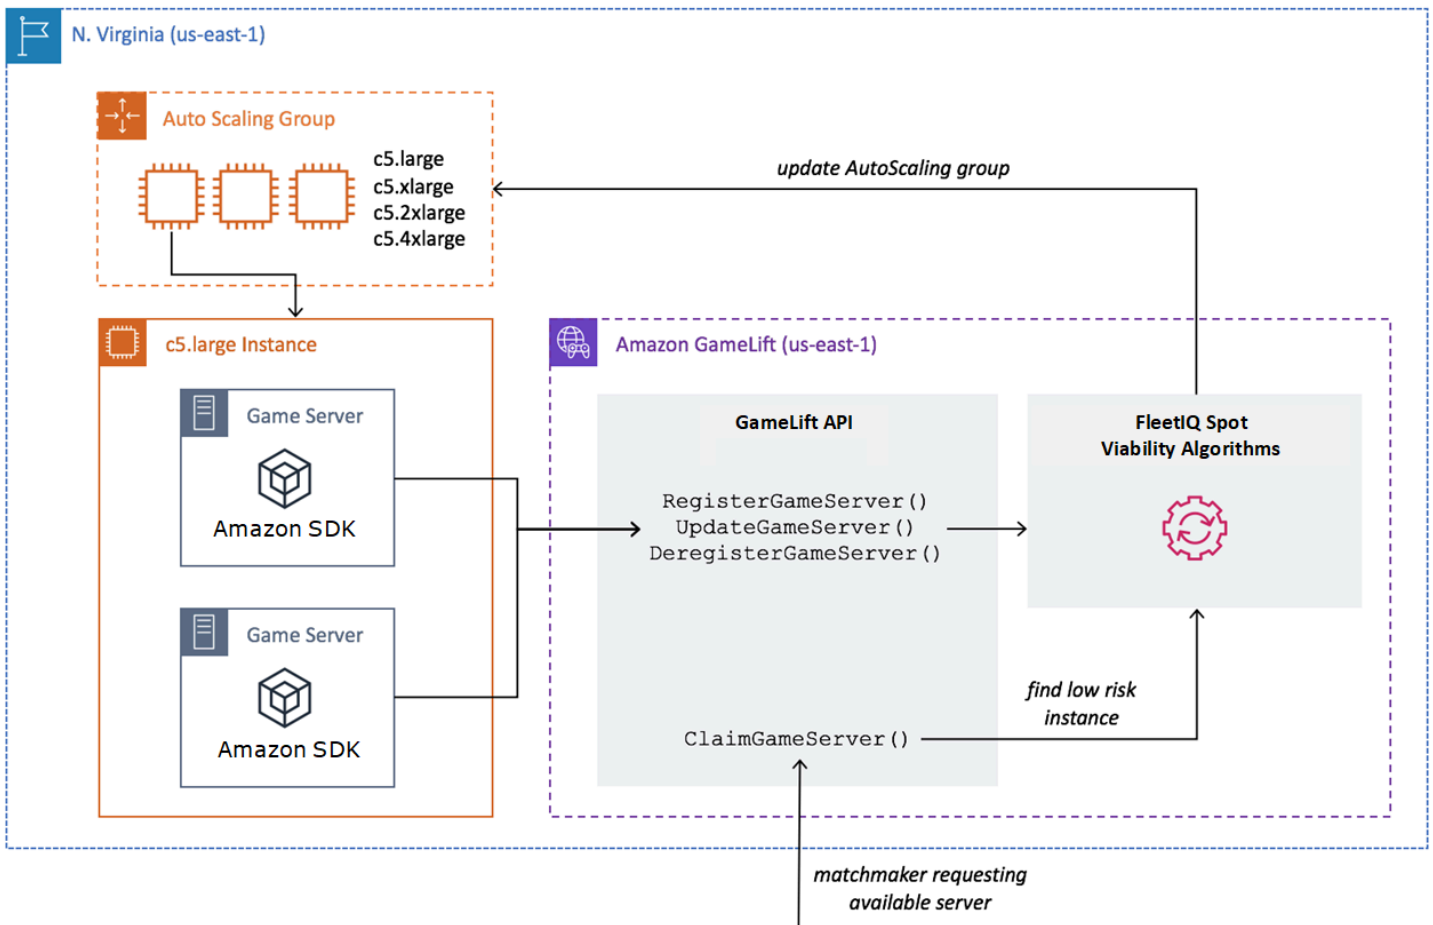 N. Virginia (us-east-1)
Auto Scaling Group
c5.large
c5.xlarge
c5.2xlarge
c5.4xlarge
update AutoScaling group
c5.large Instance
Game Server
Amazon SDK
Game Server
Amazon SDK
Amazon GameLift (us-east-1)
GameLift API
RegisterGameServer()
UpdateGameServer()
DeregisterGameServer()
FleetIQ Spot
Viability Algorithms
find low risk
instance
ClaimGameServer()
matchmaker requesting
available server